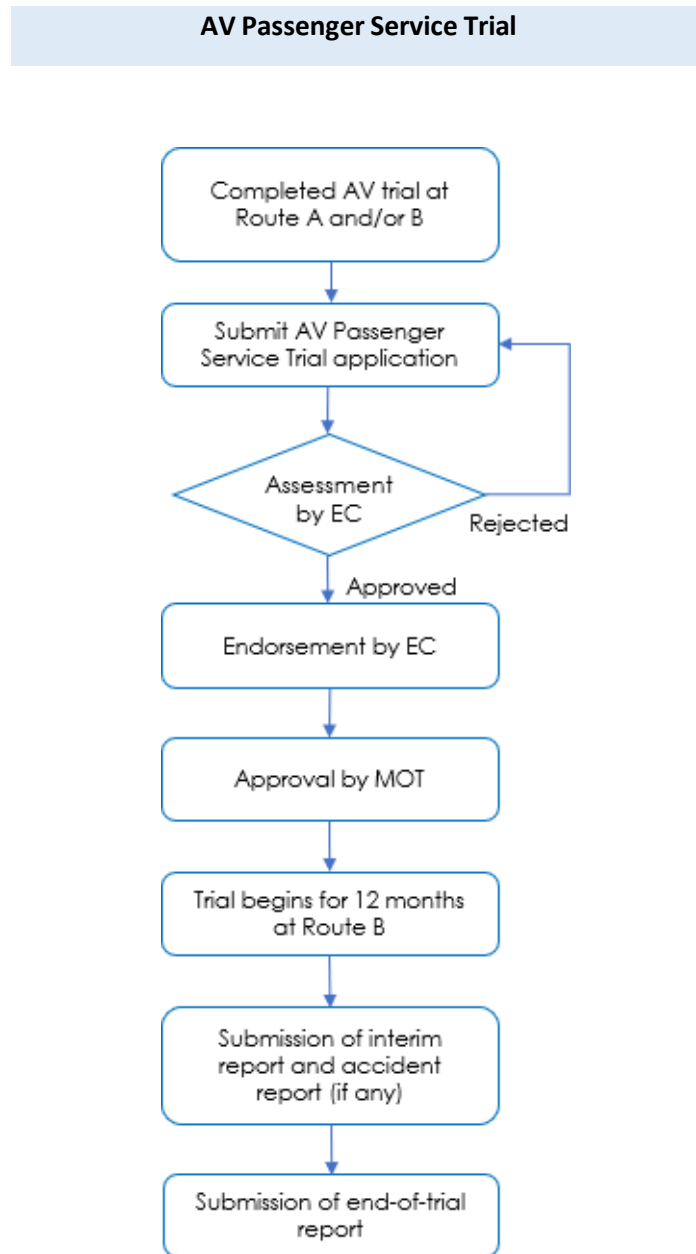 AV Passenger Service Trial
Completed AV trial at
Route A and/or B
Submit AV Passenger
Service Trial application
Assessment
by EC
Rejected
Approved
Endorsement by EC
Approval by MOT
Trial begins for 12 months
at Route B
Submission of interim
report and accident
report (if any)
Submission of end-of-trial
report